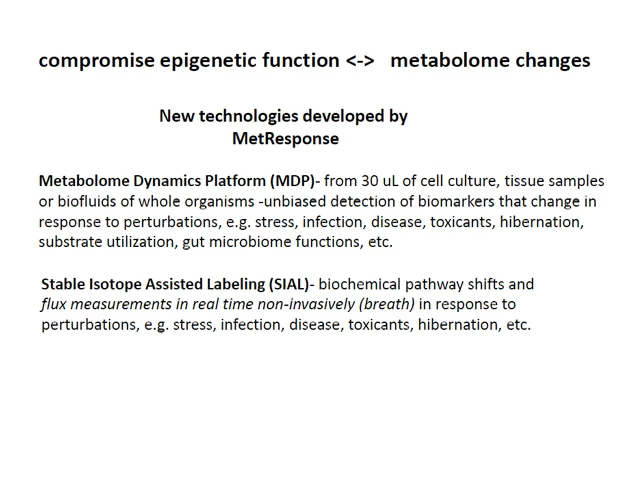 compromise epigenetic function <-> metabolome changes
New technologies developed by
MetResponse
Metabolome Dynamics Platform (MDP)- from 30 uL of cell culture, tissue samples
or biofluids of whole organisms -unbiased detection of biomarkers that change in
response to perturbations, e.g. stress, infection, disease, toxicants, hibernation,
substrate utilization, gut microbiome functions, etc.
Stable Isotope Assisted Labeling (SIAL)- biochemical pathway shifts and
flux measurements in real time non-invasively (breath) in response to
perturbations, e.g. stress, infection, disease, toxicants, hibernation, etc.